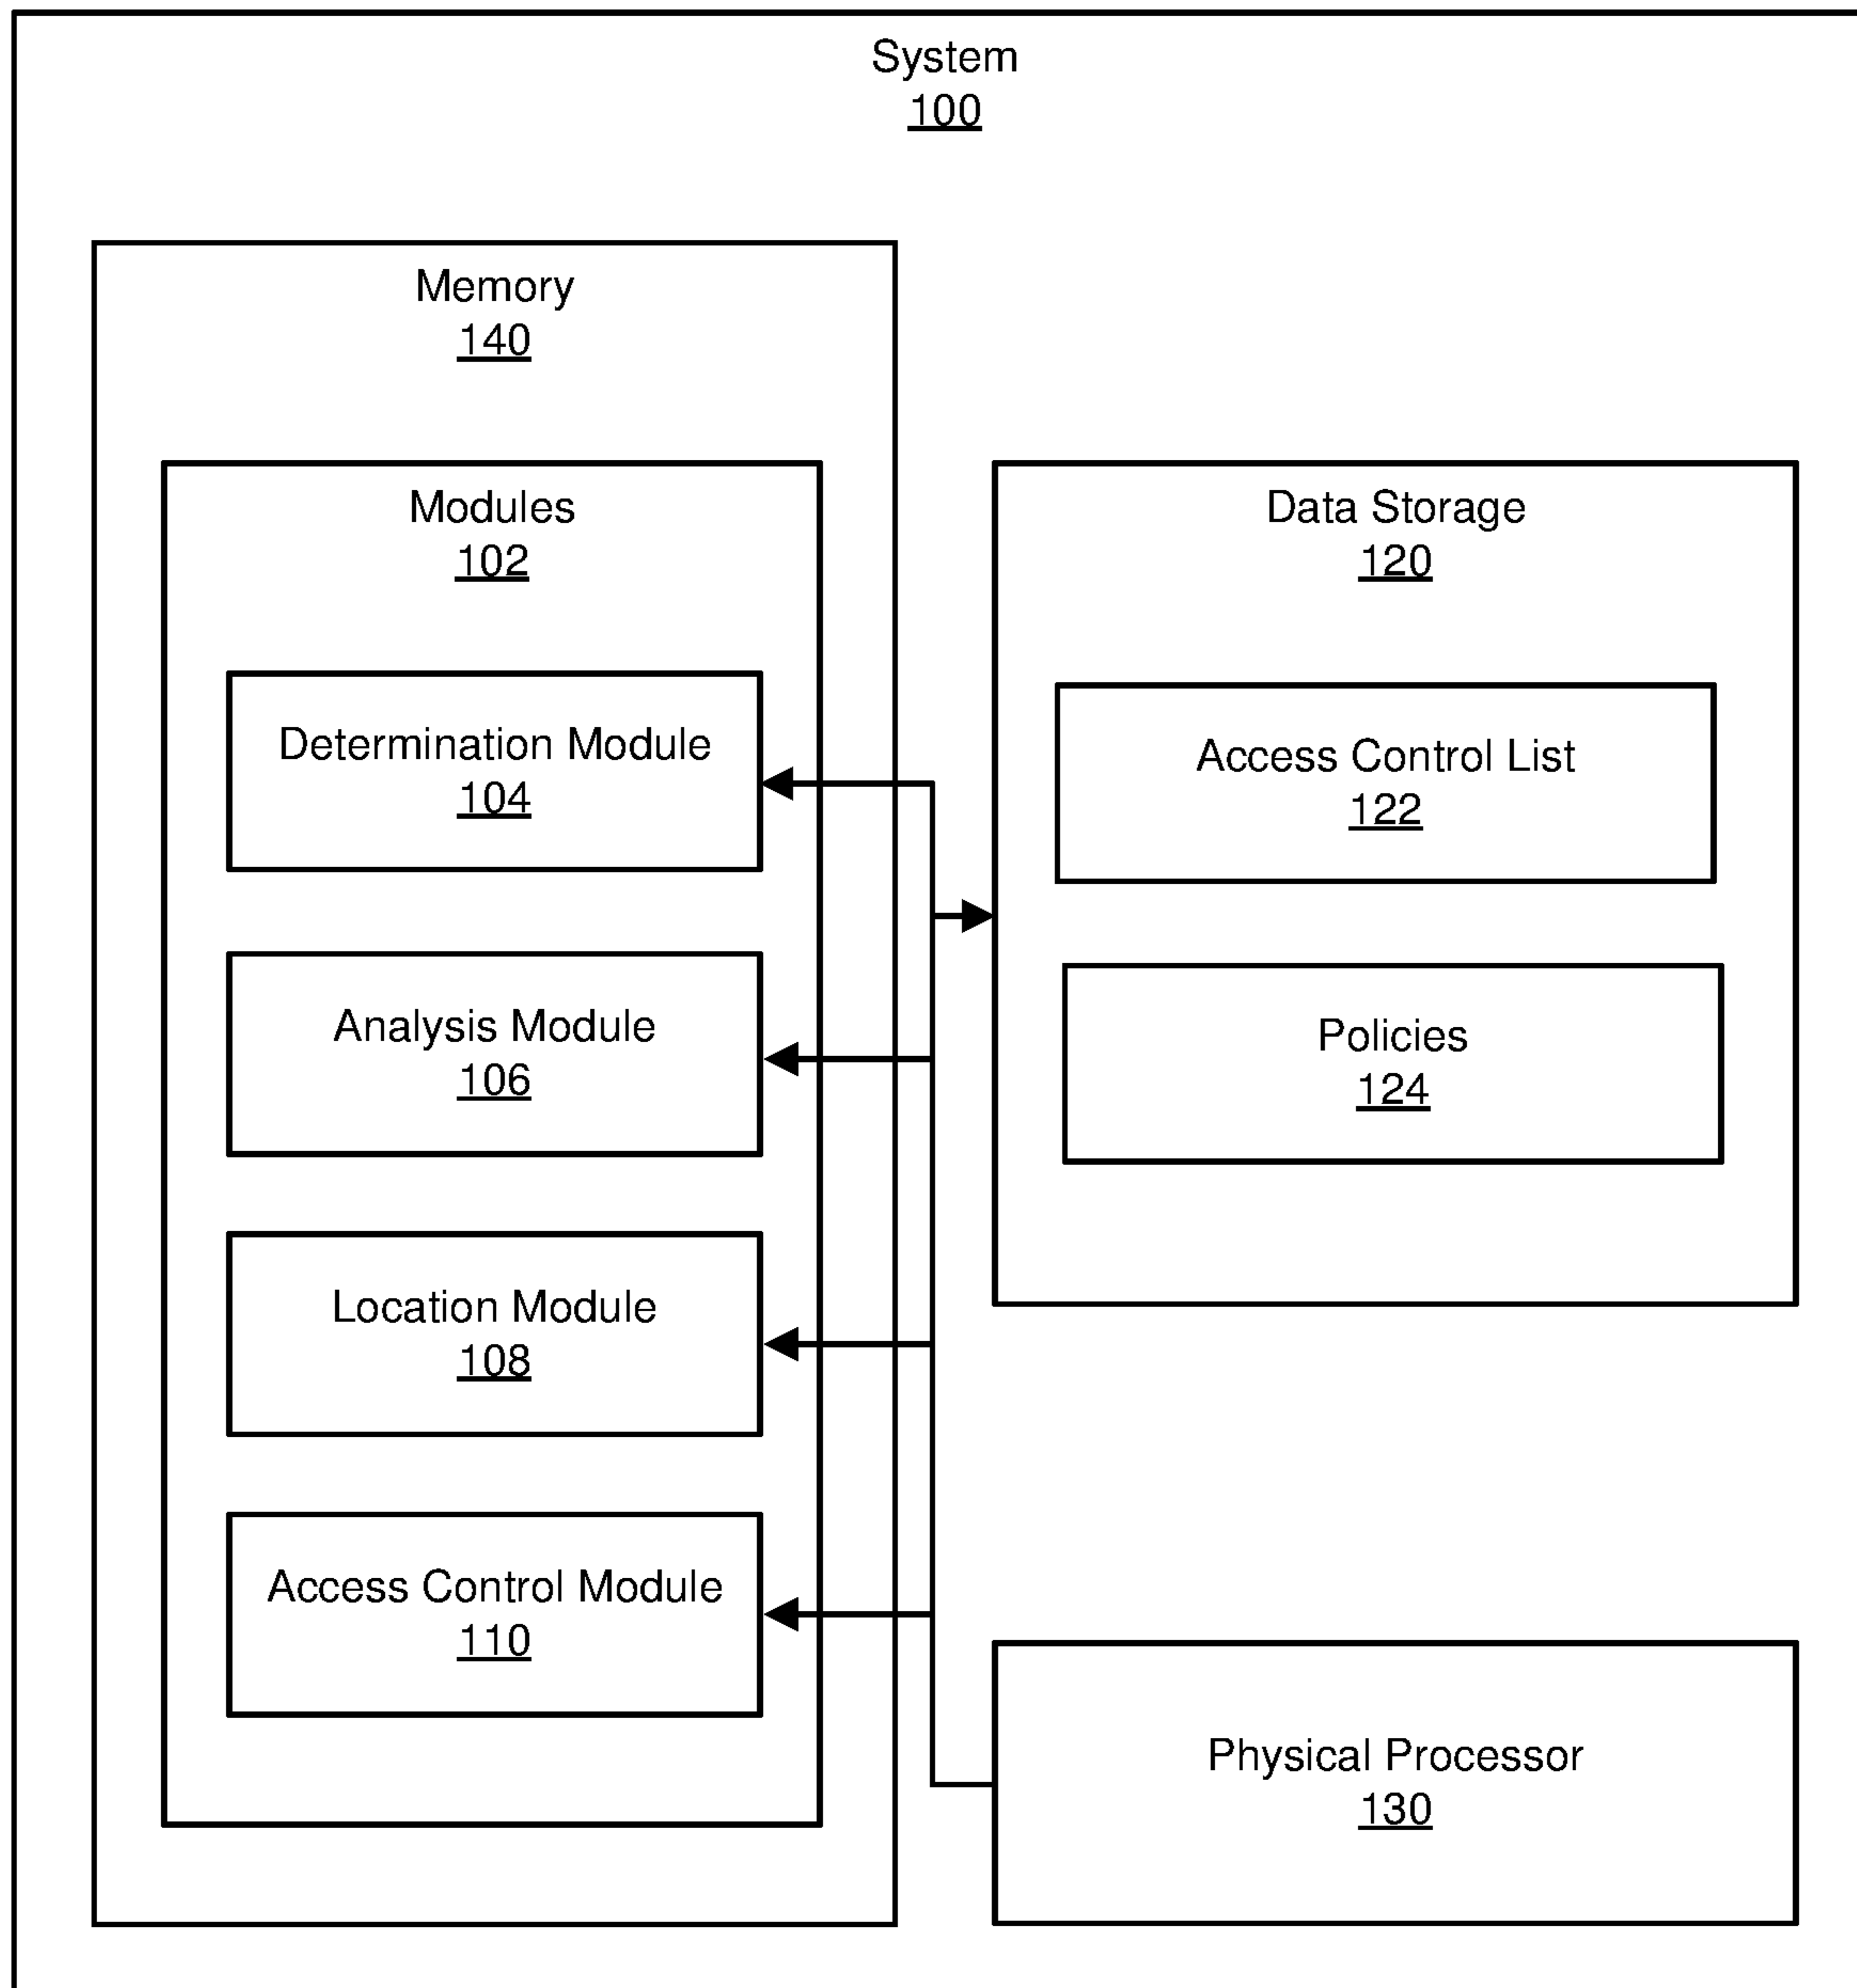 System
100
Memory
140
Modules
102
Determination Module
104
Analysis Module
106
Location Module
108
Access Control Module
110
Data Storage
120
Access Control List
122
Policies
124
Physical Processor
130